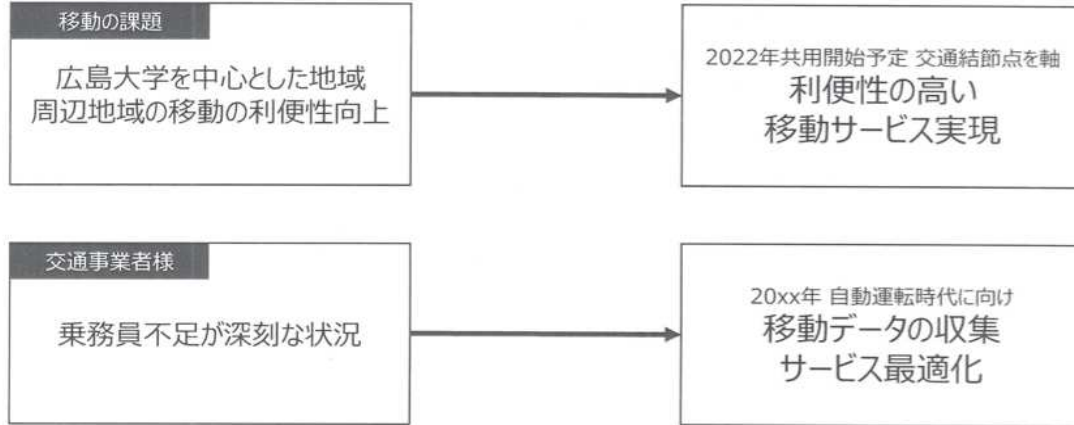 移動の課題
広島大学を中心とした地域
周辺地域の移動の利便性向上
2022年共用開始予定 交通結節点を軸
利便性の高い
移動サービス実現
交通事業者様
乗務員不足が深刻な状況
20xx年 自動運転時代に向け
移動データの収集
サービス最適化